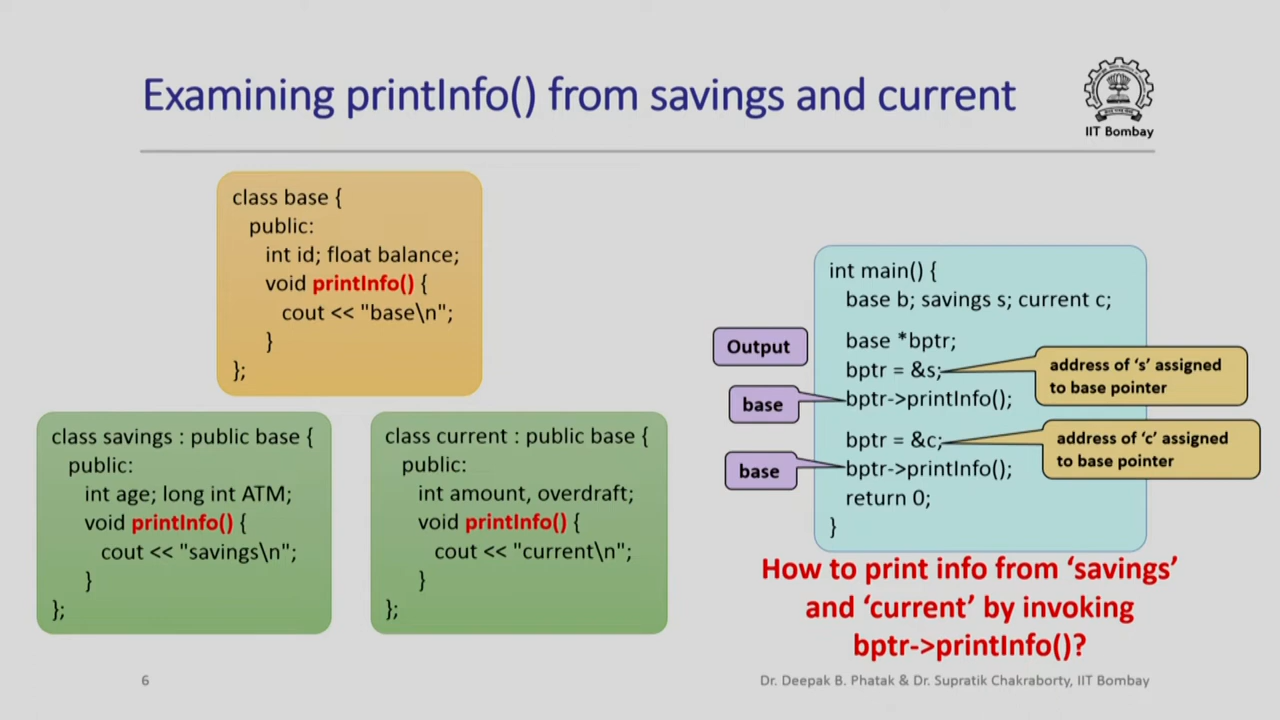 Examining printInfo() from savings and current
IIT Bombay
class base {
public:
int id; float balance;
void printInfo() {
cout << "base\n";
}
};
class savings : public base {
public:
int age; long int ATM;
void printInfo() {
cout << "savings\n";
}
};
class current : public base {
public:
int amount, overdraft;
void printInfo() {
cout << "current\n";
}
};
int main() {
base b; savings s; current c;
base *bptr;
bptr = &s;
bptr->printInfo();
bptr = &c;
bptr->printInfo();
return 0;
}
Output
base
base
address of ‘s’ assigned
to base pointer
address of ‘c’ assigned
to base pointer
How to print info from ‘savings’
and ‘current’ by invoking
bptr->printInfo()?
6
Dr. Deepak B. Phatak & Dr. Supratik Chakraborty, IIT Bombay